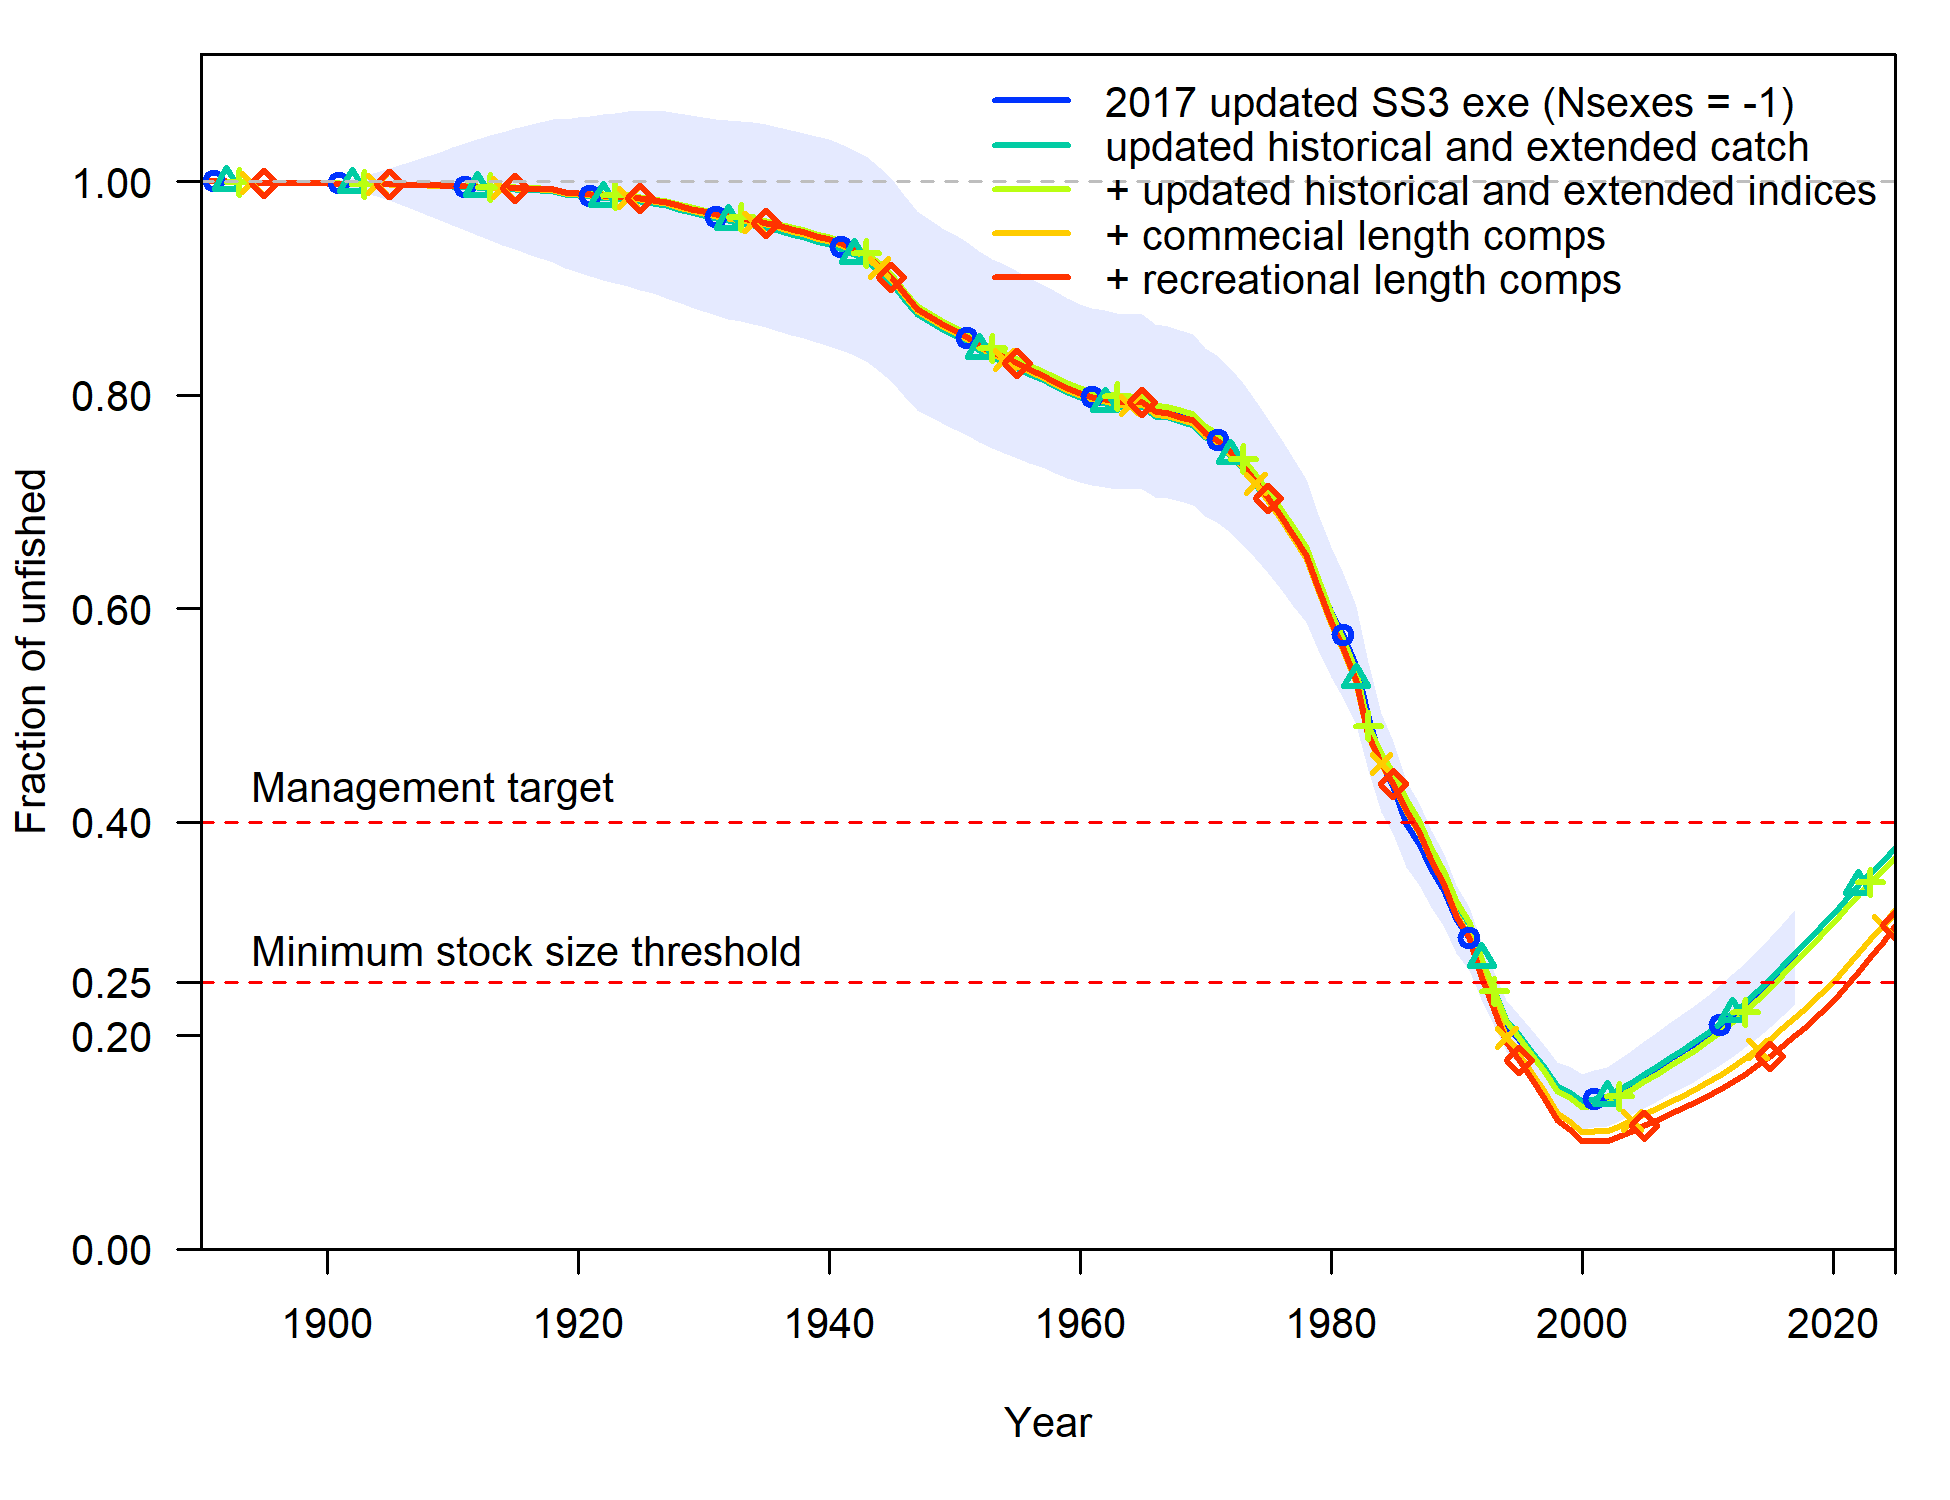 2017 updated SS3 exe (Nsexes = -1)
updated historical and extended catch
+ updated historical and extended indices
+ commecial length comps
+ recreational length comps
1.00
0.80
0.60
0.40
0.25
0.20
0.00
Fraction of unfished
Management target
Minimum stock size threshold
1900 1920 1940 1960 1980 2000 2020
Year